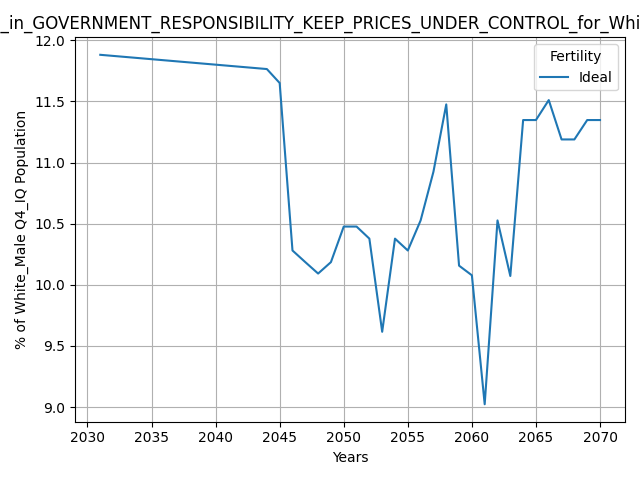 _in_GOVERNMENT_RESPONSIBILITY_KEEP_PRICES_UNDER_CONTROL_for_Whi
12.0
11.5
11.0
10.5
10.0
9.5
9.0
% of White_Male Q4_IQ Population
Fertility
Ideal
2030 2035 2040 2045 2050 2055 2060 2065 2070
Years